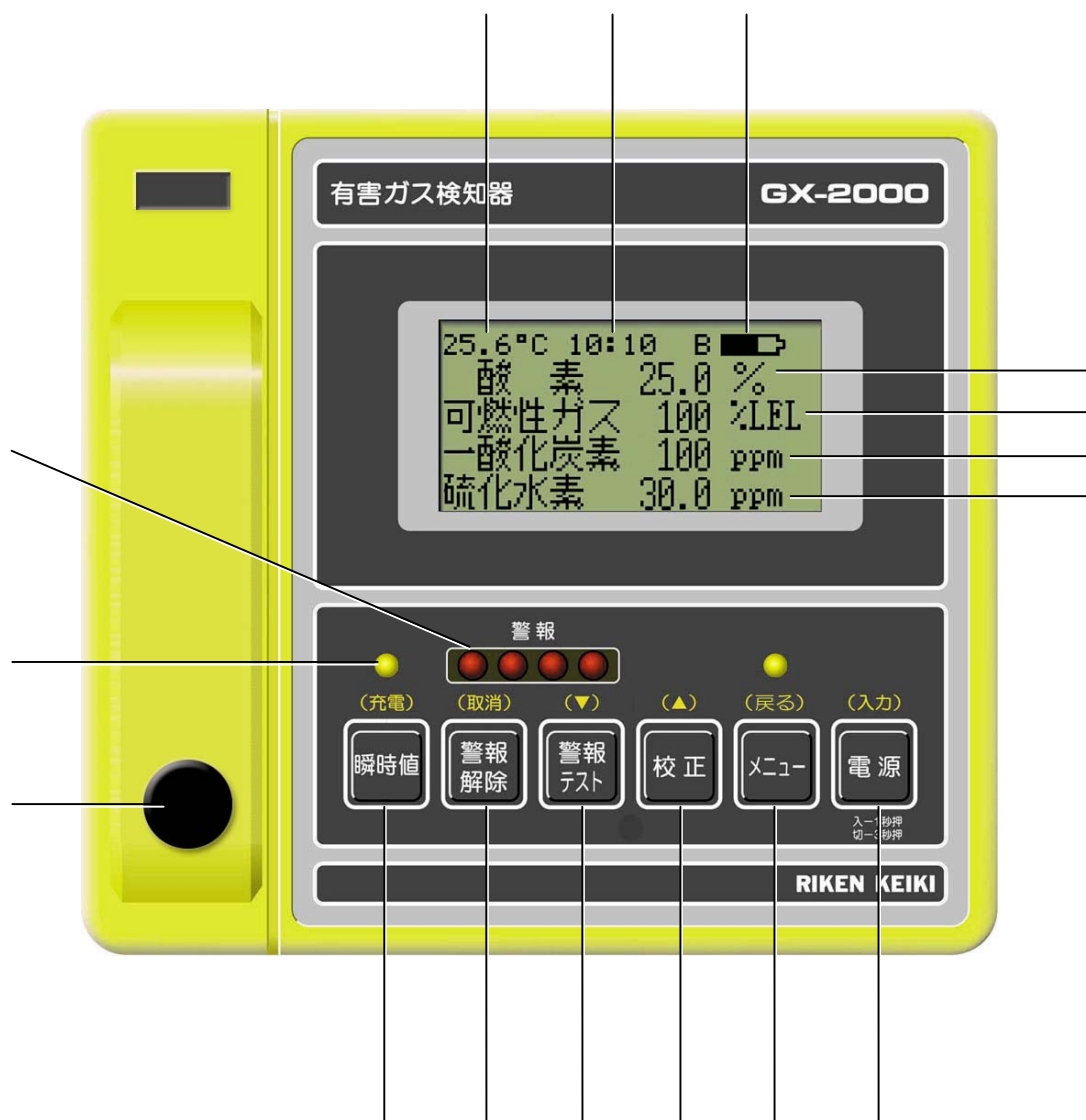 有害ガス検知器 GX-2000
25.6°C 10:10 B
酸 素 25.0 %
可燃性ガス 100 %LEL
一酸化炭素 100 ppm
硫化水素 30.0 ppm
警報
(充電) (取消) (▼) (▲) (戻る) (入力)
瞬時値 警報解除 警報テスト 校正 メニュー 電源
入ー1秒押
切ー3秒押
RIKEN KEIKI